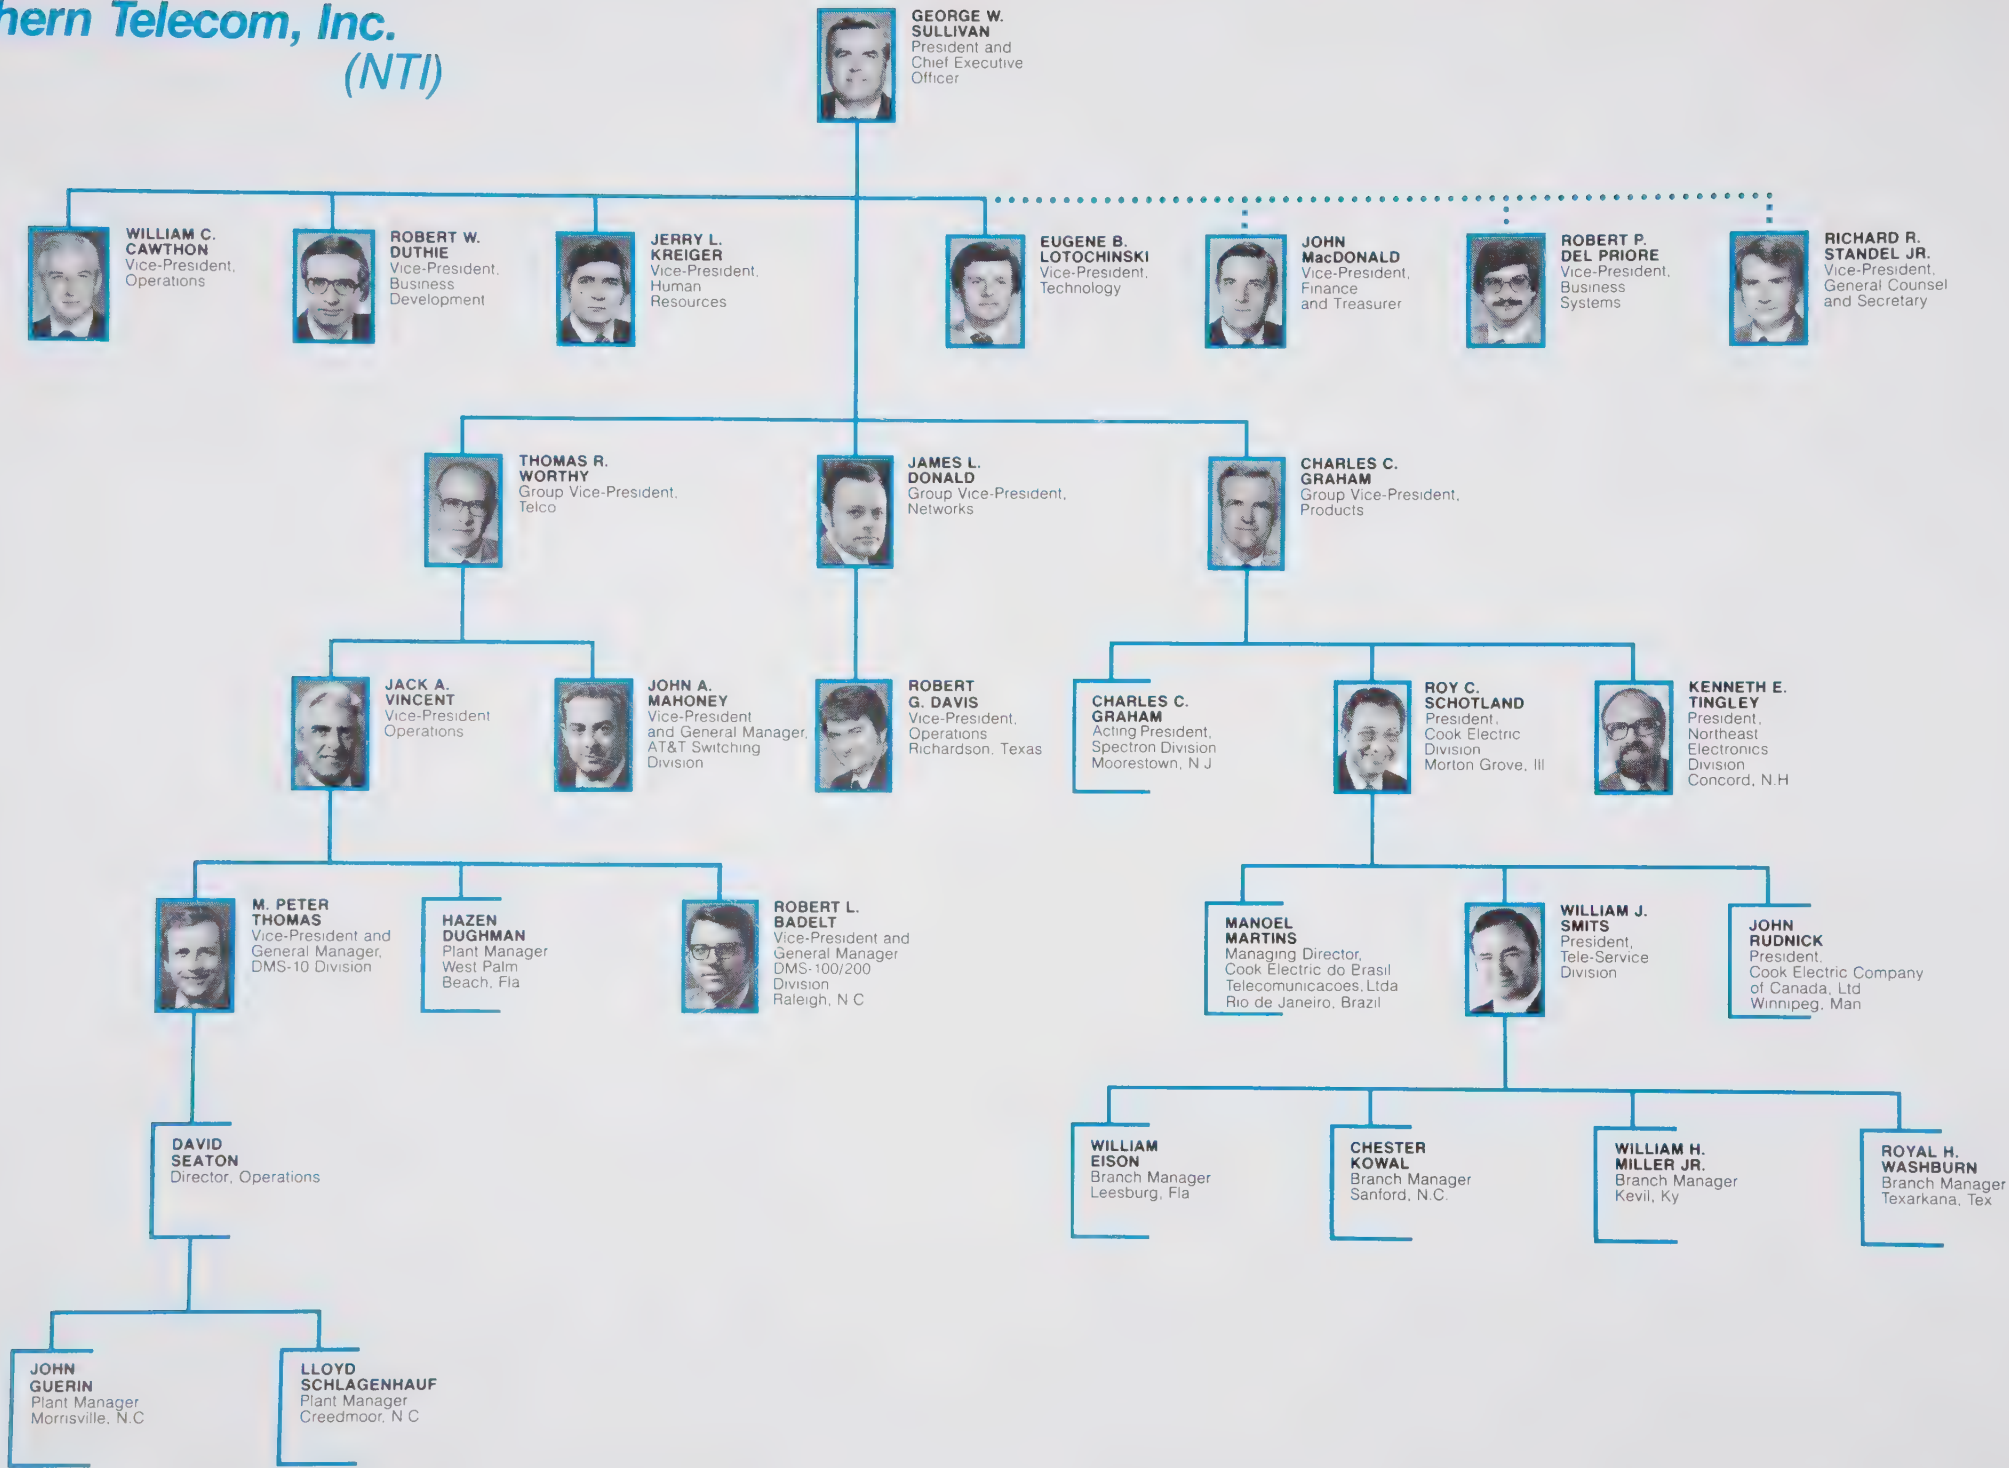 hern Telecom, Inc.
(NTI)
GEORGE W.
SULLIVAN
President and
Chief Executive
Officer
WILLIAM C.
CAWTHON
Vice-President,
Operations
ROBERT W.
DUTHIE
Vice-President,
Business
Development
JERRY L.
KREIGER
Vice-President,
Human
Resources
EUGENE B.
LOTOCHINSKI
Vice-President,
Technology
JOHN
MacDONALD
Vice-President,
Finance
and Treasurer
ROBERT P.
DEL PRIORE
Vice-President,
Business
Systems
RICHARD R.
STANDEL JR.
Vice-President,
General Counsel
and Secretary
THOMAS R.
WORTHY
Group Vice-President,
Telco
JAMES L.
DONALD
Group Vice-President,
Networks
CHARLES C.
GRAHAM
Group Vice-President,
Products
JACK A.
VINCENT
Vice-President
Operations
JOHN A.
MAHONEY
Vice-President
and General Manager,
AT&T Switching
Division
ROBERT
G. DAVIS
Vice-President,
Operations
Richardson, Texas
CHARLES C.
GRAHAM
Acting President,
Spectron Division
Moorestown, N J
ROY C.
SCHOTLAND
President,
Cook Electric
Division
Morton Grove, Ill
KENNETH E.
TINGLEY
President,
Northeast
Electronics
Division
Concord, N.H
M. PETER
THOMAS
Vice-President and
General Manager,
DMS-10 Division
HAZEN
DUGHMAN
Plant Manager
West Palm
Beach, Fla
ROBERT L.
BADELT
Vice-President and
General Manager
DMS-100/200
Division
Raleigh, N C
MANOEL
MARTINS
Managing Director,
Cook Electric do Brasil
Telecomunicacoes, Ltda
Rio de Janeiro, Brazil
WILLIAM J.
SMITS
President,
Tele-Service
Division
JOHN
RUDNICK
President,
Cook Electric Company
of Canada, Ltd
Winnipeg, Man
DAVID
SEATON
Director, Operations
WILLIAM
EISON
Branch Manager
Leesburg, Fla
CHESTER
KOWAL
Branch Manager
Sanford, N.C.
WILLIAM H.
MILLER JR.
Branch Manager
Kevil, Ky
ROYAL H.
WASHBURN
Branch Manager
Texarkana, Tex
JOHN
GUERIN
Plant Manager
Morrisville, N.C
LLOYD
SCHLAGENHAUF
Plant Manager
Creedmoor, N C